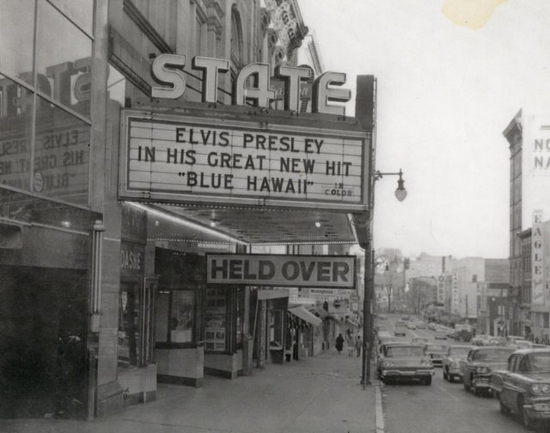 STATE
ELVIS PRESLEY
IN HIS GREAT NEW HIT
"BLUE HAWAII" IN COLOR
HELD OVER
EAGLE